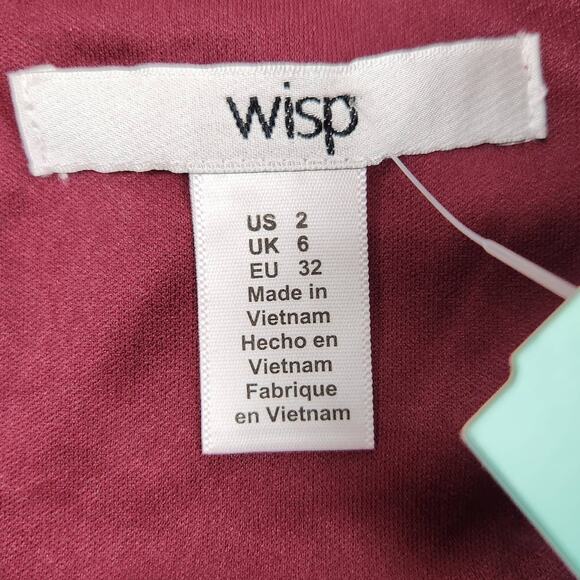 wisp
US 2
UK 6
EU 32
Made in
Vietnam
Hecho en
Vietnam
Fabrique
en Vietnam